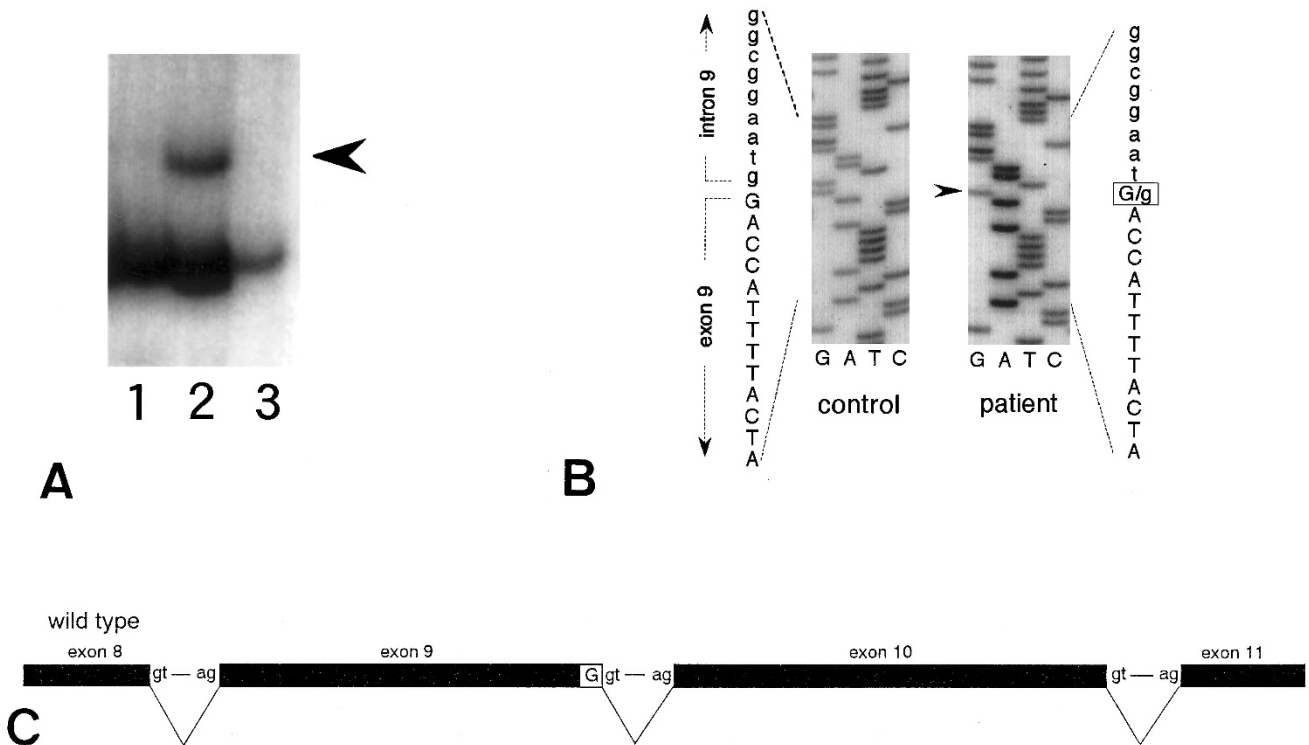 1 2 3
A
intron 9
exon 9
g
g
c
g
g
a
a
t
g
G
A
C
C
A
T
T
T
T
A
C
T
A
G A T C
control
G A T C
patient
g
g
c
g
g
a
a
t
G/g
A
C
C
A
T
T
T
T
A
C
T
A
B
wild type
exon 8 exon 9 exon 10 exon 11
gt — ag G gt — ag gt — ag
C